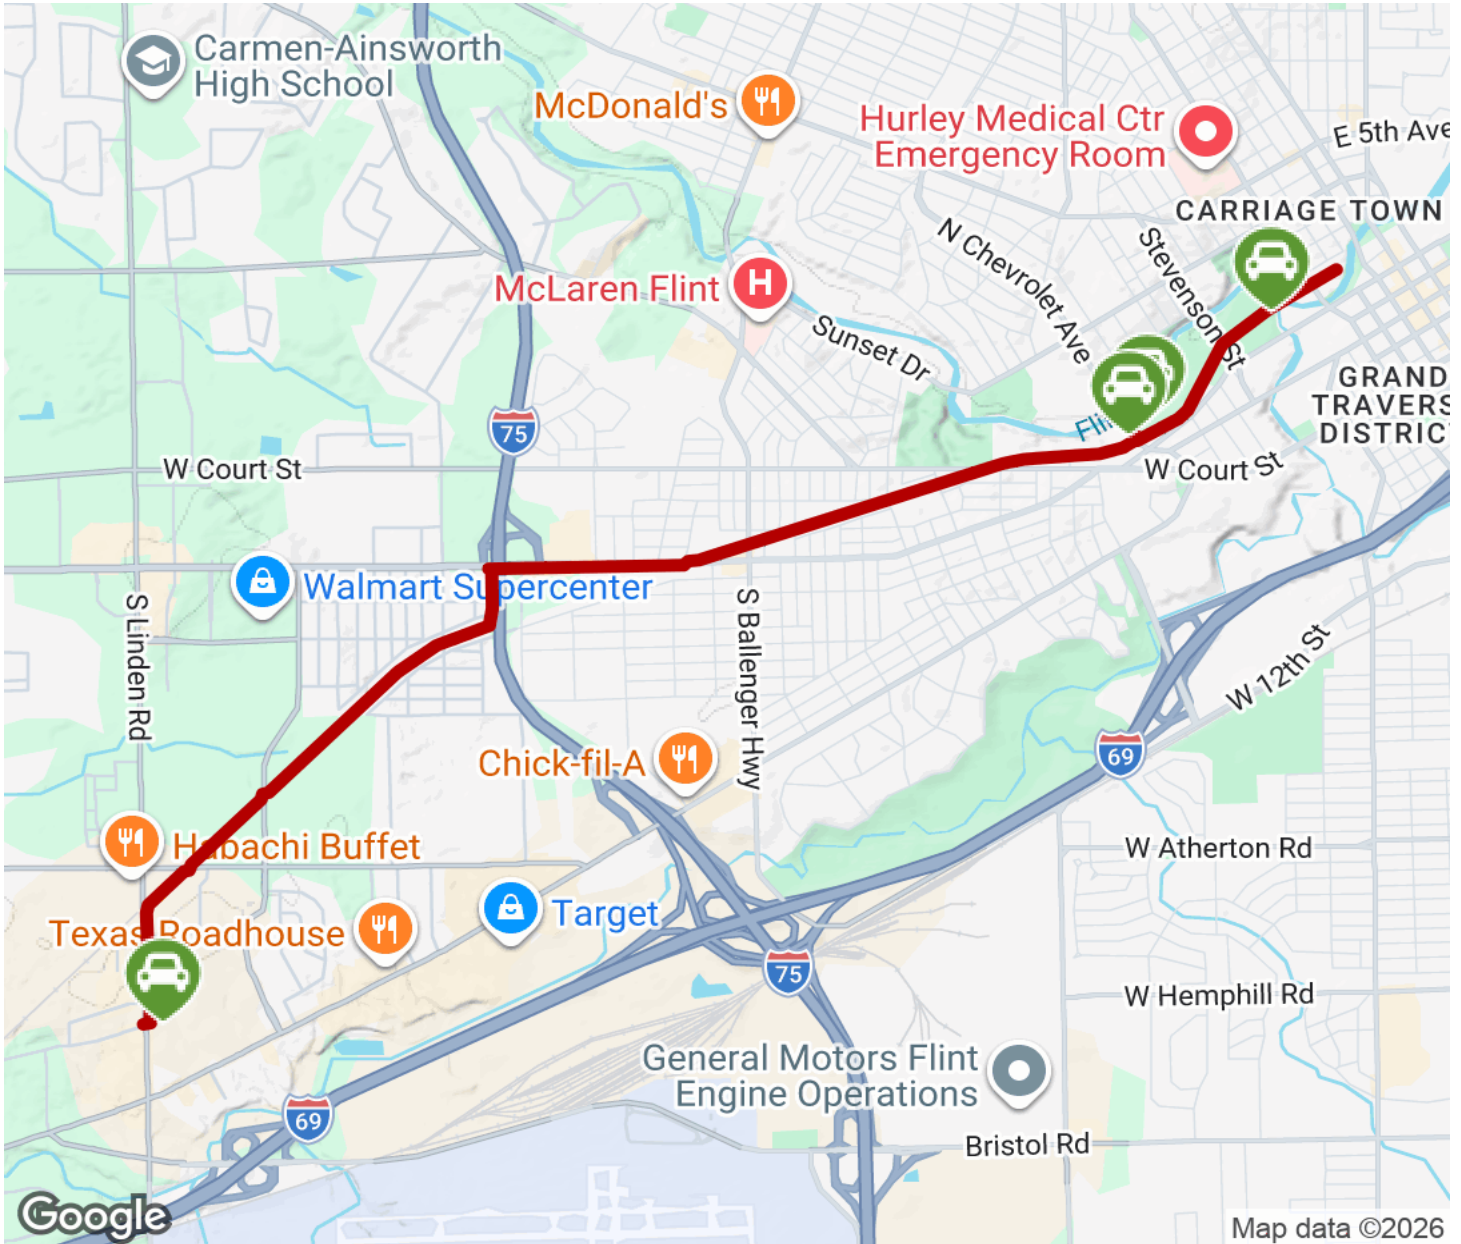 Carmen-Ainsworth
High School
McDonald's
Hurley Medical Ctr
Emergency Room
E 5th Ave
CARRIAGE TOWN
N Chevrolet Ave
Stevenson St
McLaren Flint
H
Sunset Dr
GRAND
TRAVERS
DISTRIC
75
Fli
W Court St
W Court St
Walmart Supercenter
S Linden Rd
S Ballenger Hwy
W 12th St
Chick-fil-A
69
Habachi Buffet
W Atherton Rd
Texas Roadhouse
Target
75
W Hemphill Rd
General Motors Flint
Engine Operations
69
Bristol Rd
Google
Map data ©2026